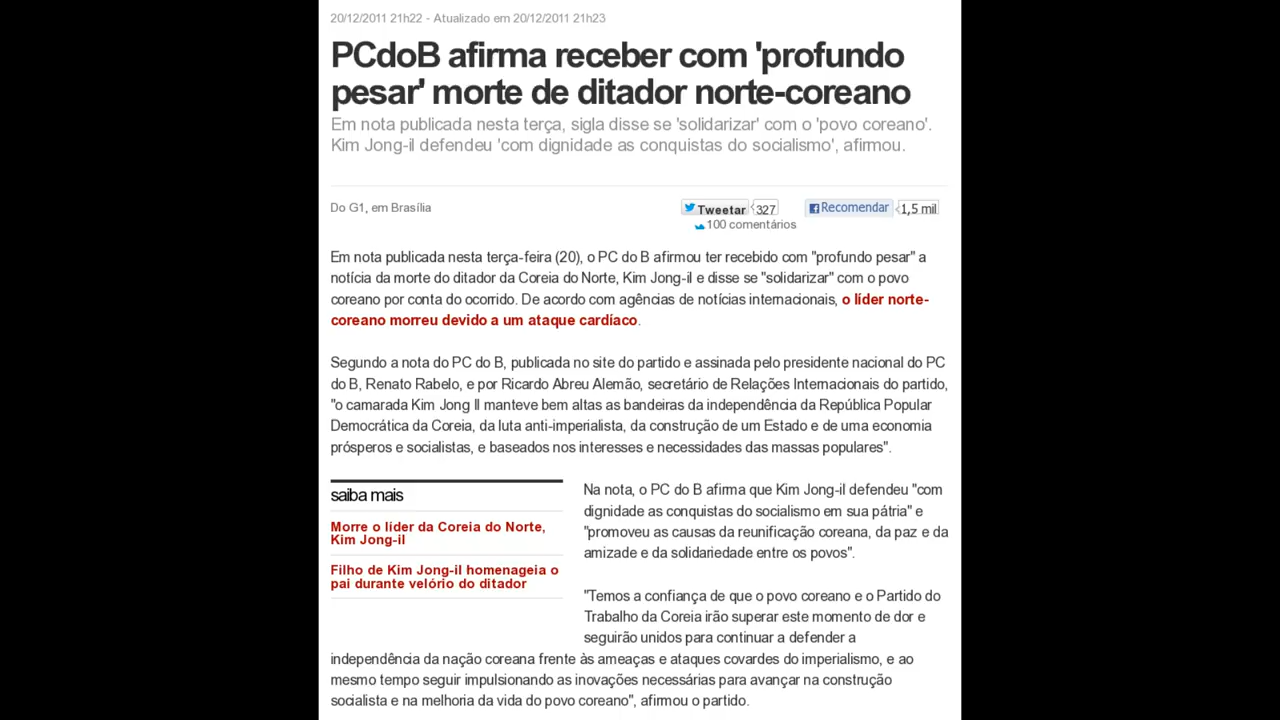 20/12/2011 21h22 - Atualizado em 20/12/2011 21h23
PCdoB afirma receber com 'profundo
pesar' morte de ditador norte-coreano
Em nota publicada nesta terça, sigla disse se 'solidarizar' com o 'povo coreano'.
Kim Jong-il defendeu 'com dignidade as conquistas do socialismo', afirmou.
Do G1, em Brasília
Tweetar 327
Recomendar 1,5 mil
100 comentários
Em nota publicada nesta terça-feira (20), o PC do B afirmou ter recebido com "profundo pesar" a
notícia da morte do ditador da Coreia do Norte, Kim Jong-il e disse se "solidarizar" com o povo
coreano por conta do ocorrido. De acordo com agências de notícias internacionais, o líder norte-
coreano morreu devido a um ataque cardíaco.
Segundo a nota do PC do B, publicada no site do partido e assinada pelo presidente nacional do PC
do B, Renato Rabelo, e por Ricardo Abreu Alemão, secretário de Relações Internacionais do partido,
"o camarada Kim Jong Il manteve bem altas as bandeiras da independência da República Popular
Democrática da Coreia, da luta anti-imperialista, da construção de um Estado e de uma economia
prósperos e socialistas, e baseados nos interesses e necessidades das massas populares".
saiba mais
Morre o líder da Coreia do Norte,
Kim Jong-il
Filho de Kim Jong-il homenageia o
pai durante velório do ditador
Na nota, o PC do B afirma que Kim Jong-il defendeu "com
dignidade as conquistas do socialismo em sua pátria" e
"promoveu as causas da reunificação coreana, da paz e da
amizade e da solidariedade entre os povos".
"Temos a confiança de que o povo coreano e o Partido do
Trabalho da Coreia irão superar este momento de dor e
seguirão unidos para continuar a defender a
independência da nação coreana frente às ameaças e ataques covardes do imperialismo, e ao
mesmo tempo seguir impulsionando as inovações necessárias para avançar na construção
socialista e na melhoria da vida do povo coreano", afirmou o partido.